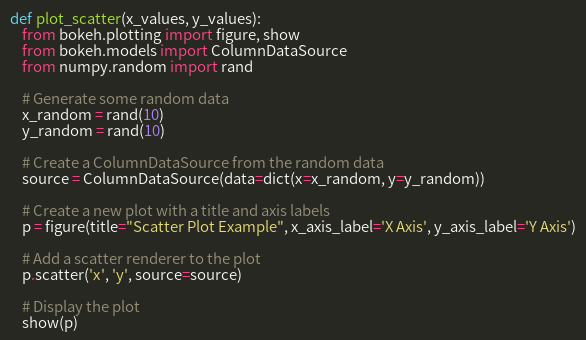 def plot_scatter(x_values, y_values):
    from bokeh.plotting import figure, show
    from bokeh.models import ColumnDataSource
    from numpy.random import rand

    # Generate some random data
    x_random = rand(10)
    y_random = rand(10)

    # Create a ColumnDataSource from the random data
    source = ColumnDataSource(data=dict(x=x_random, y=y_random))

    # Create a new plot with a title and axis labels
    p = figure(title="Scatter Plot Example", x_axis_label='X Axis', y_axis_label='Y Axis')

    # Add a scatter renderer to the plot
    p.scatter('x', 'y', source=source)

    # Display the plot
    show(p)